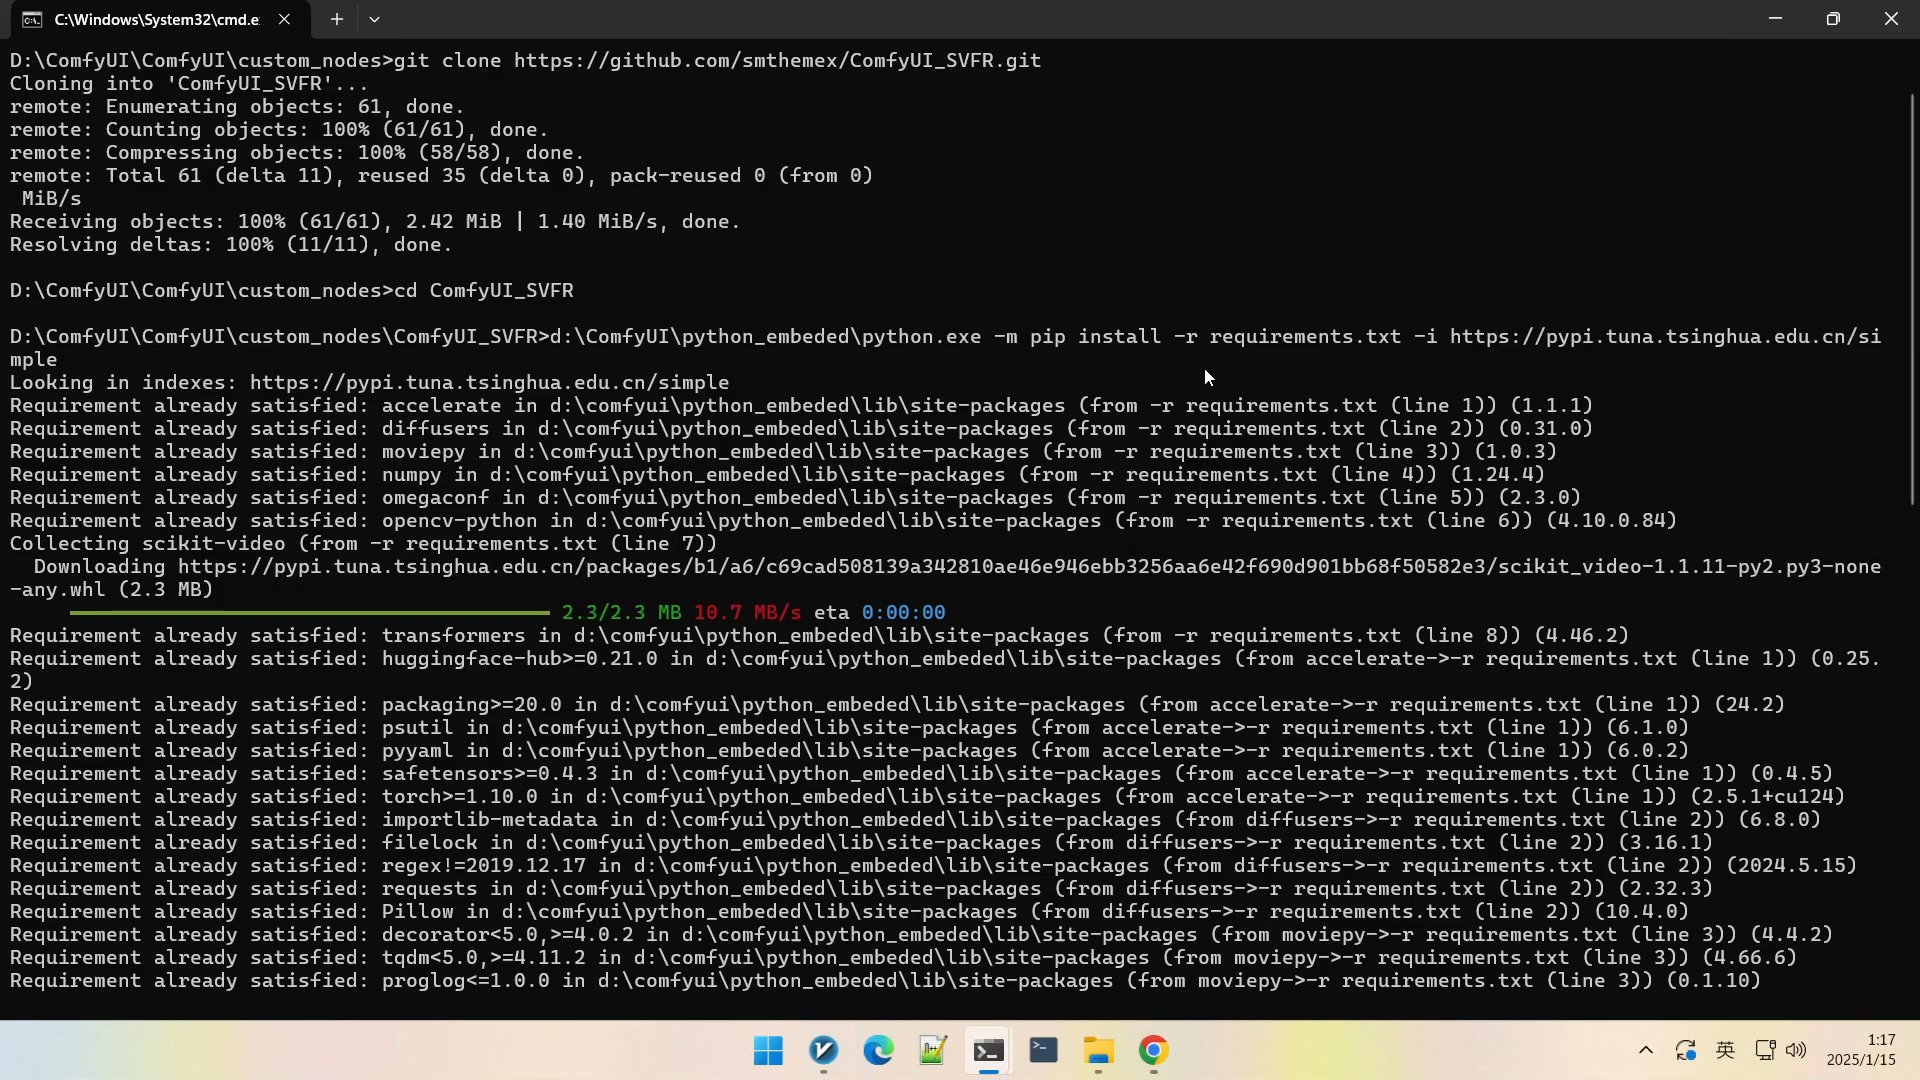 C:\Windows\System32\cmd.e
D:\ComfyUI\ComfyUI\custom_nodes>git clone https://github.com/smthemex/ComfyUI_SVFR.git
Cloning into 'ComfyUI_SVFR'...
remote: Enumerating objects: 61, done.
remote: Counting objects: 100% (61/61), done.
remote: Compressing objects: 100% (58/58), done.
remote: Total 61 (delta 11), reused 35 (delta 0), pack-reused 0 (from 0)
 MiB/s
Receiving objects: 100% (61/61), 2.42 MiB | 1.40 MiB/s, done.
Resolving deltas: 100% (11/11), done.
D:\ComfyUI\ComfyUI\custom_nodes>cd ComfyUI_SVFR
D:\ComfyUI\ComfyUI\custom_nodes\ComfyUI_SVFR>d:\ComfyUI\python_embeded\python.exe -m pip install -r requirements.txt -i https://pypi.tuna.tsinghua.edu.cn/si
mple
Looking in indexes: https://pypi.tuna.tsinghua.edu.cn/simple
Requirement already satisfied: accelerate in d:\comfyui\python_embeded\lib\site-packages (from -r requirements.txt (line 1)) (1.1.1)
Requirement already satisfied: diffusers in d:\comfyui\python_embeded\lib\site-packages (from -r requirements.txt (line 2)) (0.31.0)
Requirement already satisfied: moviepy in d:\comfyui\python_embeded\lib\site-packages (from -r requirements.txt (line 3)) (1.0.3)
Requirement already satisfied: numpy in d:\comfyui\python_embeded\lib\site-packages (from -r requirements.txt (line 4)) (1.24.4)
Requirement already satisfied: omegaconf in d:\comfyui\python_embeded\lib\site-packages (from -r requirements.txt (line 5)) (2.3.0)
Requirement already satisfied: opencv-python in d:\comfyui\python_embeded\lib\site-packages (from -r requirements.txt (line 6)) (4.10.0.84)
Collecting scikit-video (from -r requirements.txt (line 7))
  Downloading https://pypi.tuna.tsinghua.edu.cn/packages/b1/a6/c69cad508139a342810ae46e946ebb3256aa6e42f690d901bb68f50582e3/scikit_video-1.1.11-py2.py3-none
-any.whl (2.3 MB)
2.3/2.3 MB 10.7 MB/s eta 0:00:00
Requirement already satisfied: transformers in d:\comfyui\python_embeded\lib\site-packages (from -r requirements.txt (line 8)) (4.46.2)
Requirement already satisfied: huggingface-hub>=0.21.0 in d:\comfyui\python_embeded\lib\site-packages (from accelerate->-r requirements.txt (line 1)) (0.25.
2)
Requirement already satisfied: packaging>=20.0 in d:\comfyui\python_embeded\lib\site-packages (from accelerate->-r requirements.txt (line 1)) (24.2)
Requirement already satisfied: psutil in d:\comfyui\python_embeded\lib\site-packages (from accelerate->-r requirements.txt (line 1)) (6.1.0)
Requirement already satisfied: pyyaml in d:\comfyui\python_embeded\lib\site-packages (from accelerate->-r requirements.txt (line 1)) (6.0.2)
Requirement already satisfied: safetensors>=0.4.3 in d:\comfyui\python_embeded\lib\site-packages (from accelerate->-r requirements.txt (line 1)) (0.4.5)
Requirement already satisfied: torch>=1.10.0 in d:\comfyui\python_embeded\lib\site-packages (from accelerate->-r requirements.txt (line 1)) (2.5.1+cu124)
Requirement already satisfied: importlib-metadata in d:\comfyui\python_embeded\lib\site-packages (from diffusers->-r requirements.txt (line 2)) (6.8.0)
Requirement already satisfied: filelock in d:\comfyui\python_embeded\lib\site-packages (from diffusers->-r requirements.txt (line 2)) (3.16.1)
Requirement already satisfied: regex!=2019.12.17 in d:\comfyui\python_embeded\lib\site-packages (from diffusers->-r requirements.txt (line 2)) (2024.5.15)
Requirement already satisfied: requests in d:\comfyui\python_embeded\lib\site-packages (from diffusers->-r requirements.txt (line 2)) (2.32.3)
Requirement already satisfied: Pillow in d:\comfyui\python_embeded\lib\site-packages (from diffusers->-r requirements.txt (line 2)) (10.4.0)
Requirement already satisfied: decorator<5.0,>=4.0.2 in d:\comfyui\python_embeded\lib\site-packages (from moviepy->-r requirements.txt (line 3)) (4.4.2)
Requirement already satisfied: tqdm<5.0,>=4.11.2 in d:\comfyui\python_embeded\lib\site-packages (from moviepy->-r requirements.txt (line 3)) (4.66.6)
Requirement already satisfied: proglog<=1.0.0 in d:\comfyui\python_embeded\lib\site-packages (from moviepy->-r requirements.txt (line 3)) (0.1.10)
英
1:17
2025/1/15